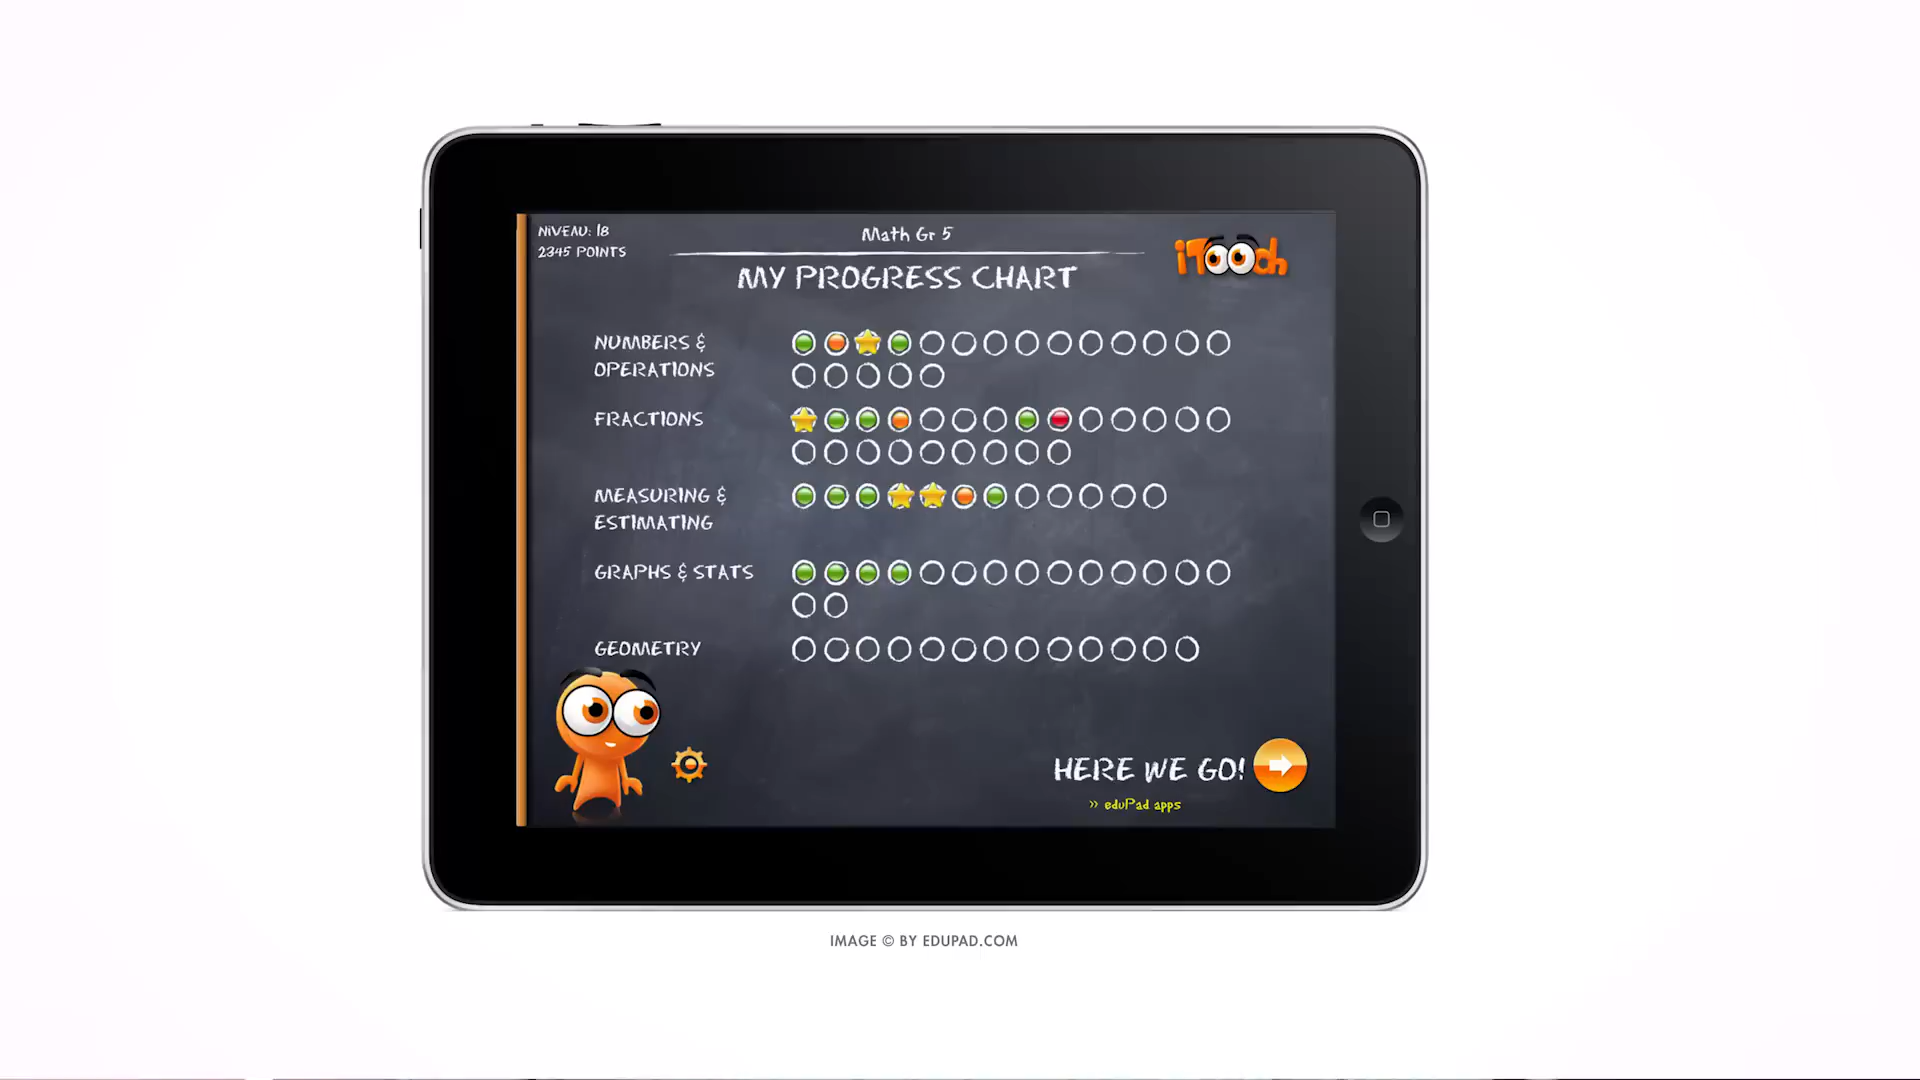 NIVEAU: 18
2345 POINTS
Math Gr 5
iTooch
MY PROGRESS CHART
NUMBERS &
OPERATIONS
FRACTIONS
MEASURING &
ESTIMATING
GRAPHS & STATS
GEOMETRY
HERE WE GO!
>> eduPad apps
IMAGE © BY EDUPAD.COM